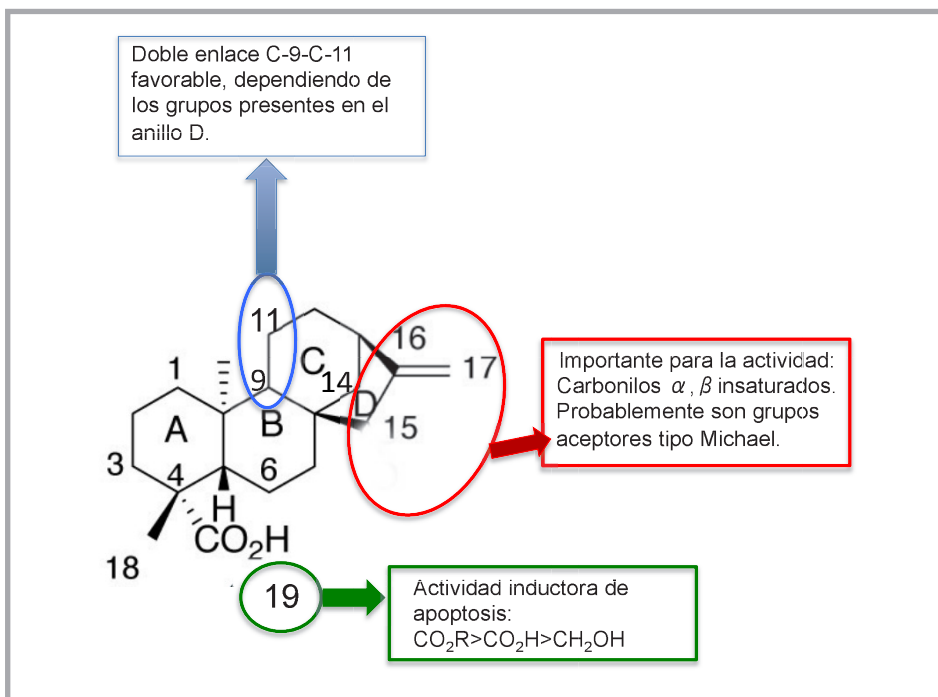 Doble enlace C-9-C-11
favorable, dependiendo de
los grupos presentes en el
anillo D.
11
16
17
C
14
D
15
1
9
B
A
3
4
6
H
CO₂H
18
19
Importante para la actividad:
Carbonilos α, β insaturados.
Probablemente son grupos
aceptores tipo Michael.
Actividad inductora de
apoptosis:
CO₂R>CO₂H>CH₂OH